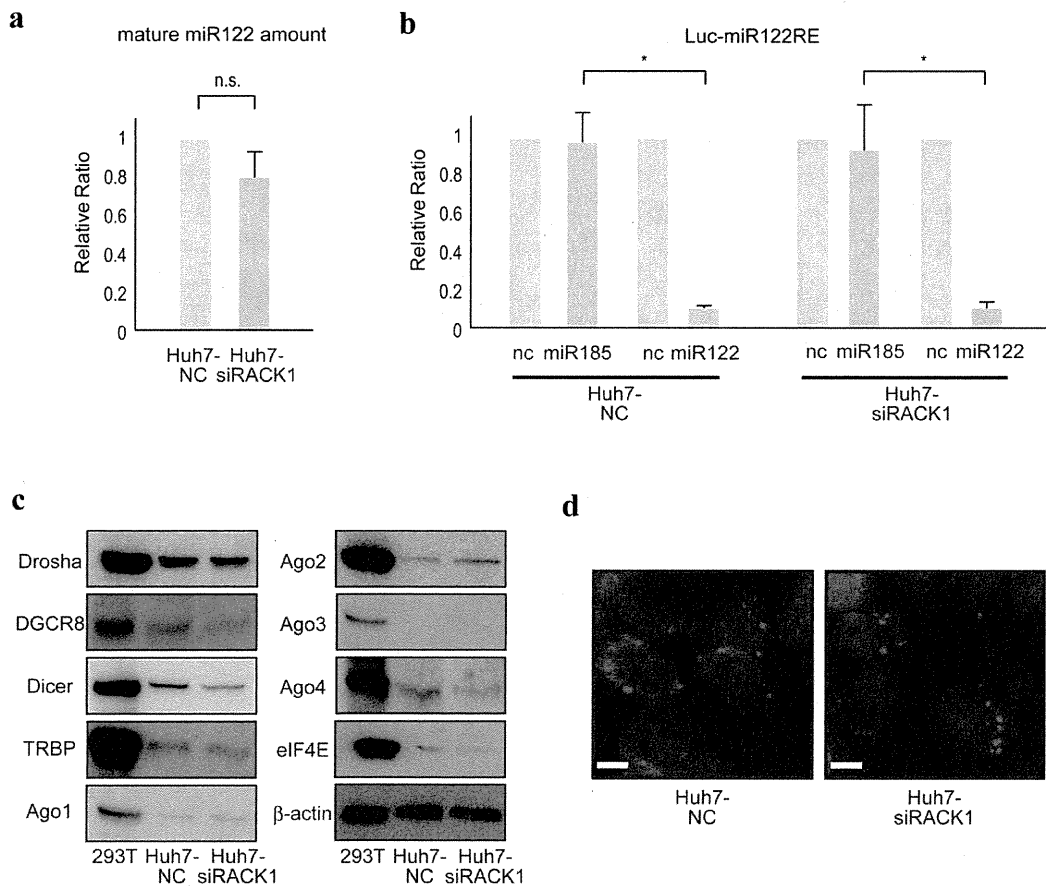 a
mature miR122 amount
n.s.
Relative Ratio
1
0.8
0.6
0.4
0.2
0
Huh7-
NC
Huh7-
siRACK1
b
Luc-miR122RE
*
*
Relative Ratio
1
0.8
0.6
0.4
0.2
0
nc miR185 nc miR122
Huh7-
NC
nc miR185 nc miR122
Huh7-
siRACK1
c
Drosha
DGCR8
Dicer
TRBP
Ago1
293T
Huh7-
NC
Huh7-
siRACK1
Ago2
Ago3
Ago4
eIF4E
β-actin
293T
Huh7-
NC
Huh7-
siRACK1
d
Huh7-
NC
Huh7-
siRACK1